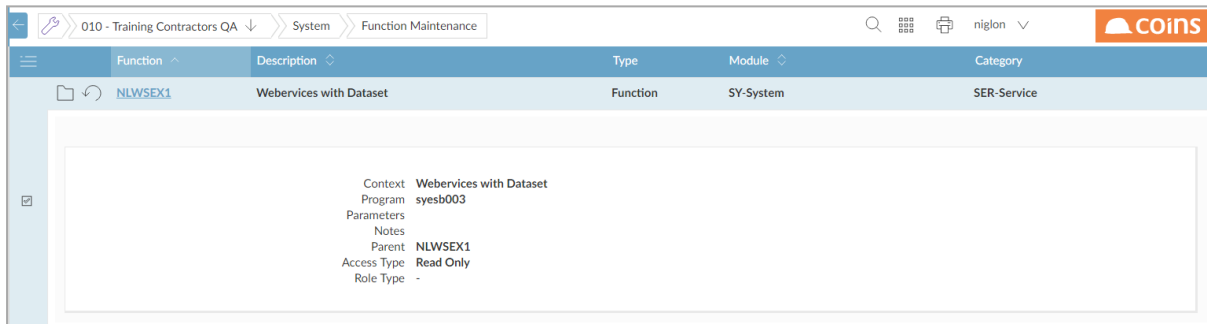 010 - Training Contractors QA System Function Maintenance niglon coins
Function Description Type Module Category
NLWSEX1 Webervices with Dataset Function SY-System SER-Service
Context Webervices with Dataset
Program syesb003
Parameters
Notes
Parent NLWSEX1
Access Type Read Only
Role Type -